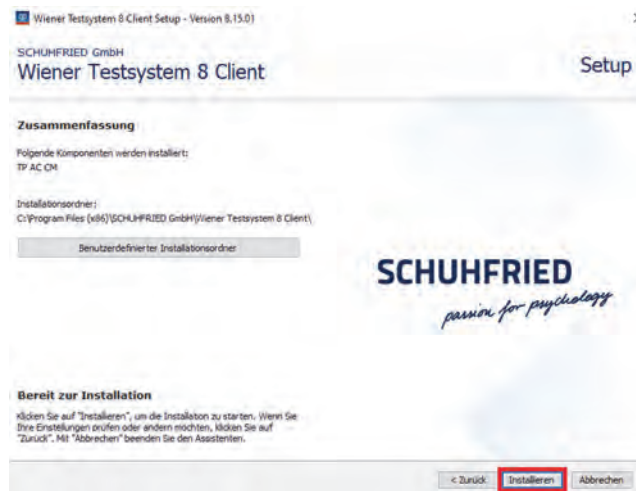 Wiener Testsystem 8 Client Setup - Version 8.15.01
SCHUHFRIED GmbH
Wiener Testsystem 8 Client
Setup
Zusammenfassung
Folgende Komponenten werden installiert:
TP AC CM
Installationsordner:
C:\Program Files (x86)\SCHUHFRIED GmbH\Wiener Testsystem 8 Client\
Benutzerdefinierter Installationsordner
SCHUHFRIED
passion for psychology
Bereit zur Installation
Klicken Sie auf "Installieren", um die Installation zu starten. Wenn Sie
Ihre Einstellungen prüfen oder ändern möchten, klicken Sie auf
"Zurück". Mit "Abbrechen" beenden Sie den Assistenten.
< Zurück
Installieren
Abbrechen